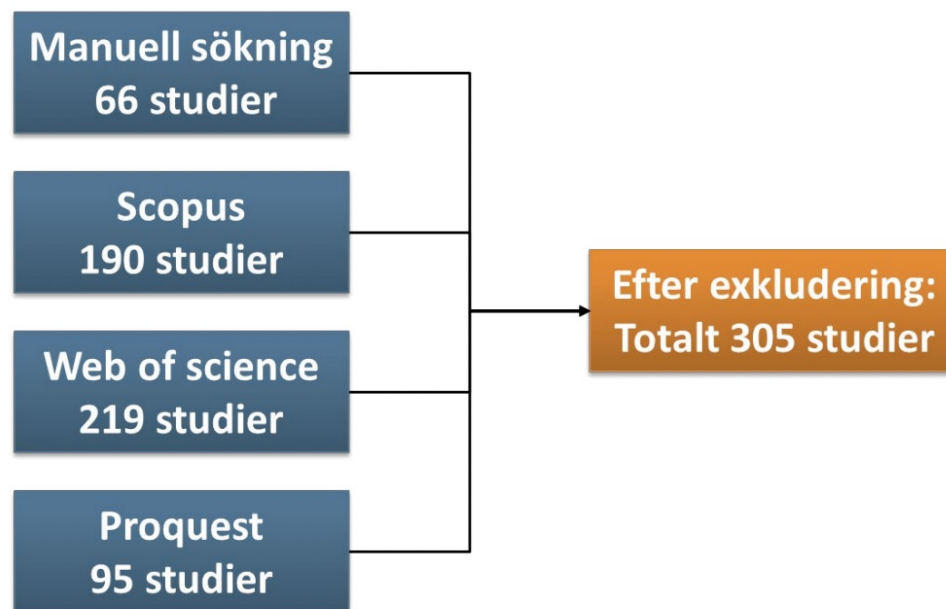 Manuell sökning
66 studier
Scopus
190 studier
Web of science
219 studier
Proquest
95 studier
Efter exkludering:
Totalt 305 studier